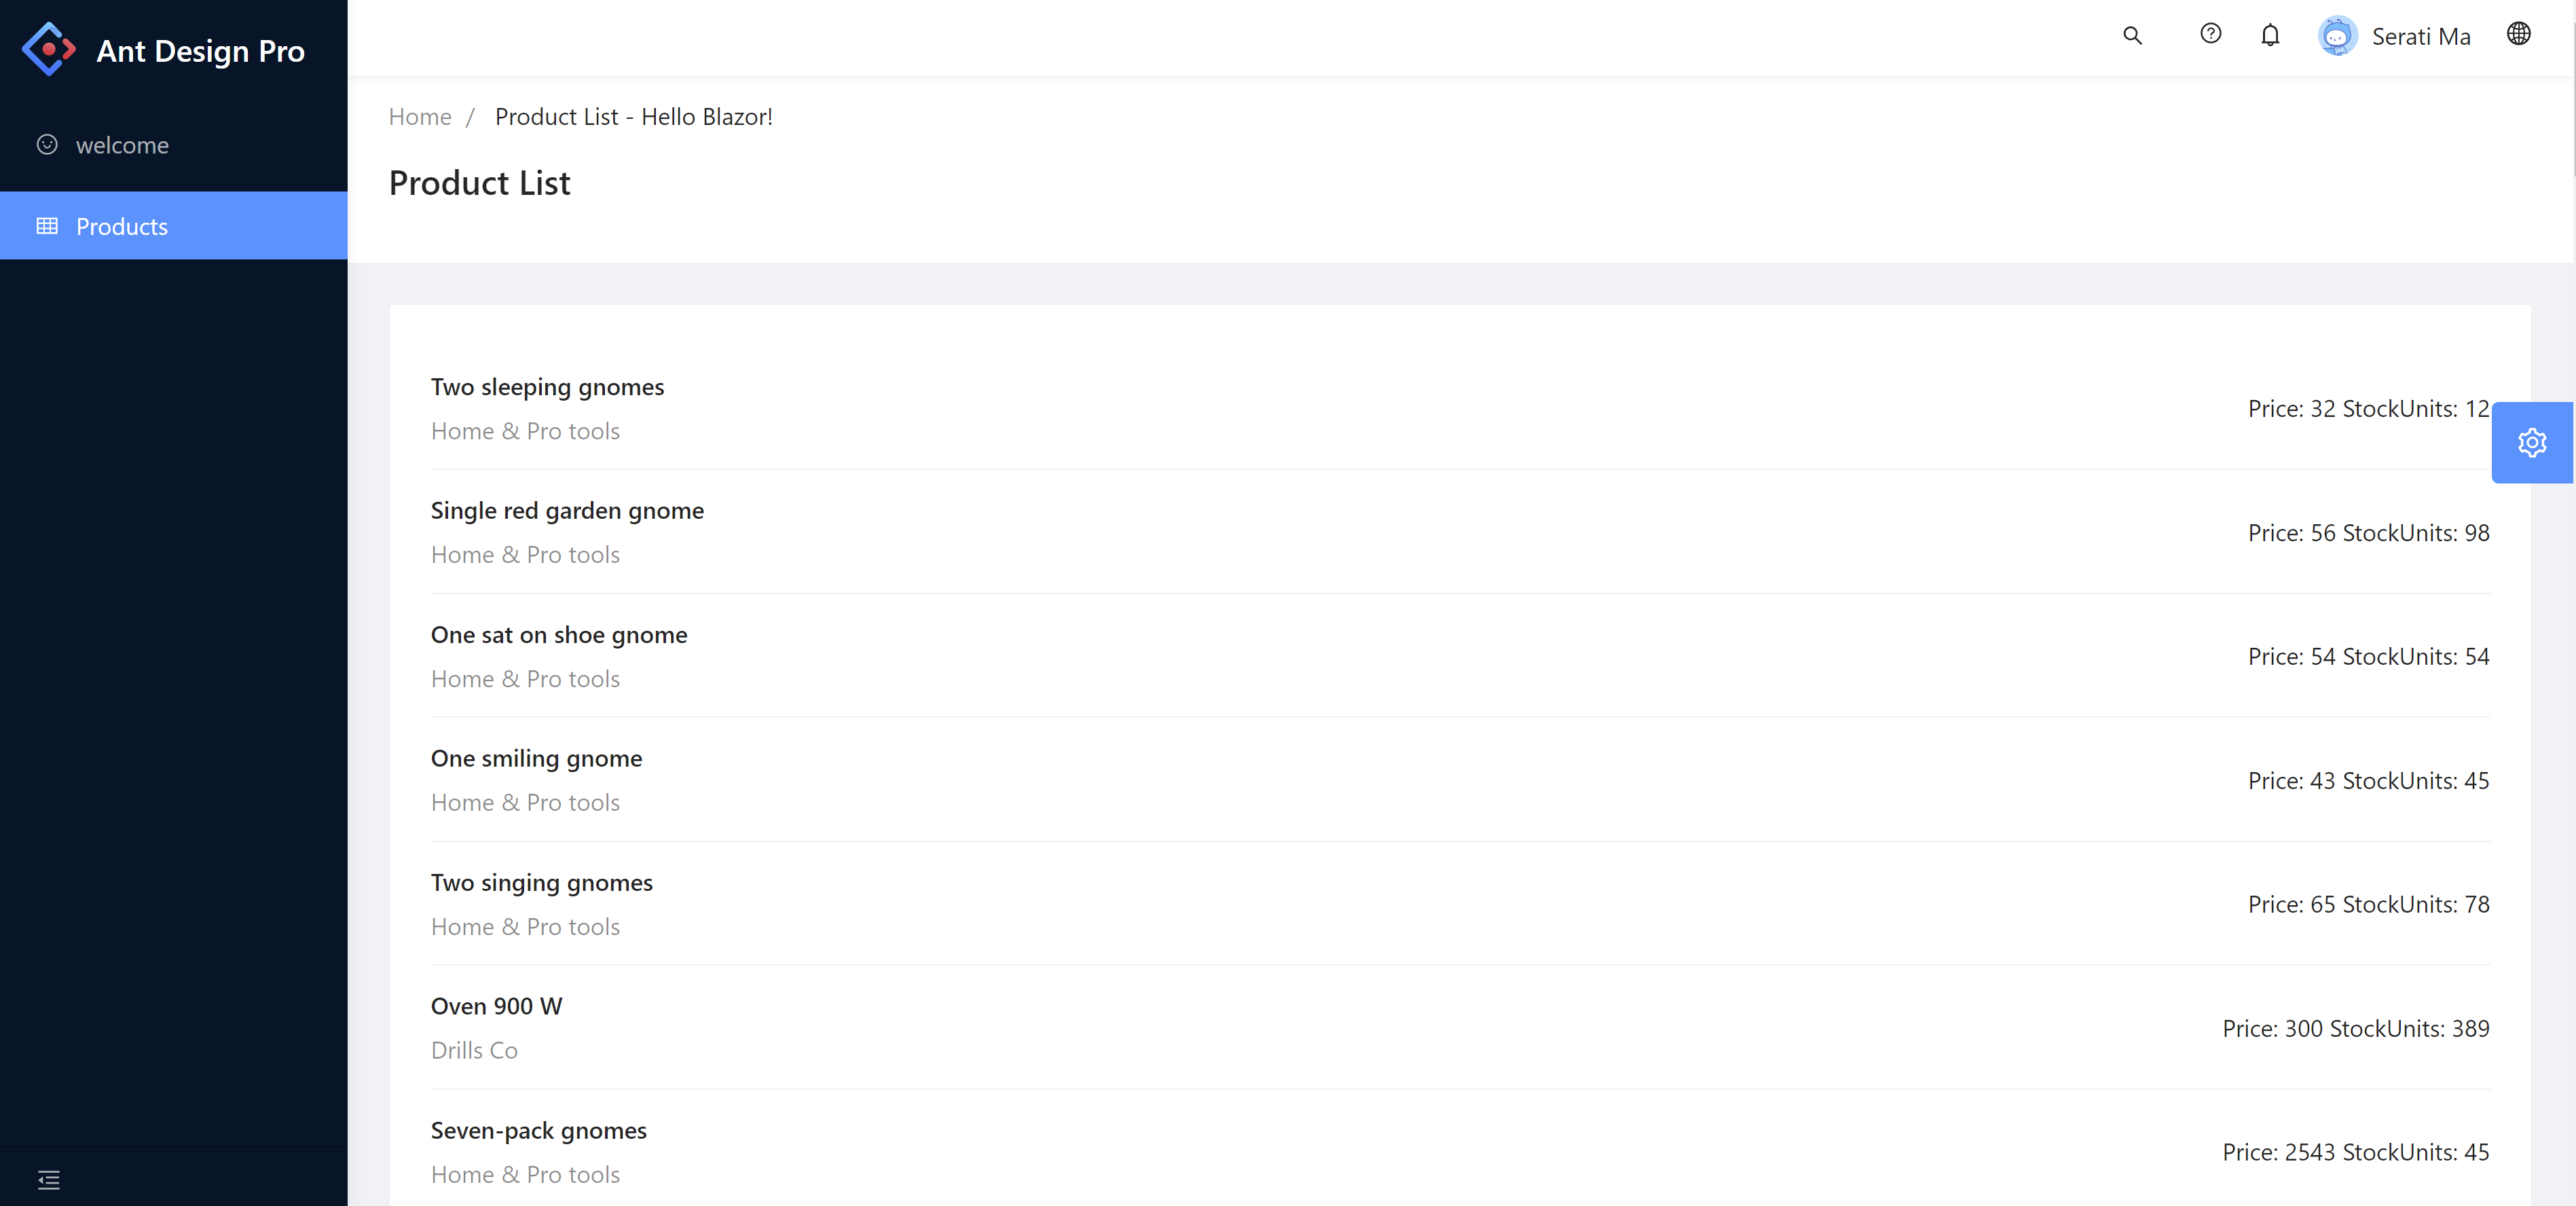 Ant Design Pro
Serati Ma
welcome
Products
Home / Product List - Hello Blazor!
Product List
Two sleeping gnomes
Home & Pro tools
Price: 32 StockUnits: 12
Single red garden gnome
Home & Pro tools
Price: 56 StockUnits: 98
One sat on shoe gnome
Home & Pro tools
Price: 54 StockUnits: 54
One smiling gnome
Home & Pro tools
Price: 43 StockUnits: 45
Two singing gnomes
Home & Pro tools
Price: 65 StockUnits: 78
Oven 900 W
Drills Co
Price: 300 StockUnits: 389
Seven-pack gnomes
Home & Pro tools
Price: 2543 StockUnits: 45